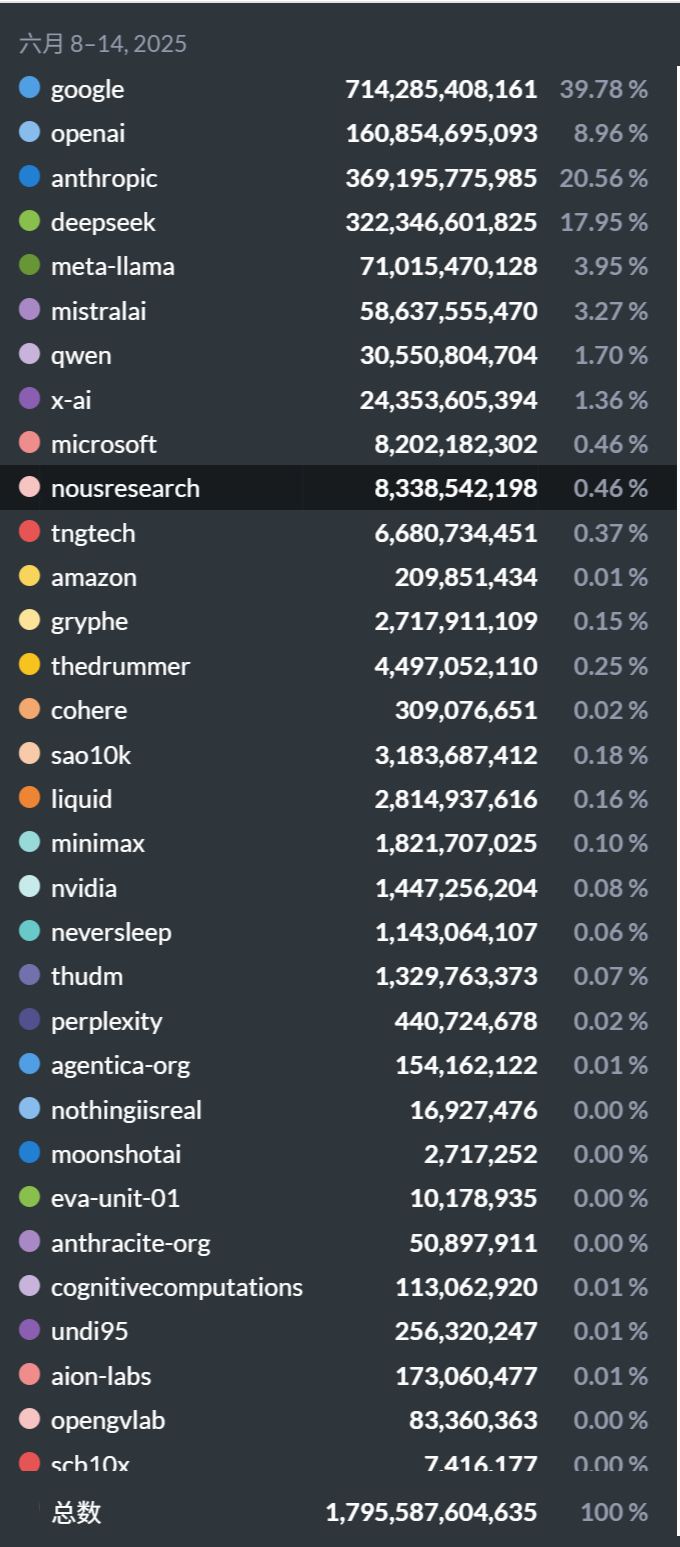 六月 8–14, 2025
google 714,285,408,161 39.78 %
openai 160,854,695,093 8.96 %
anthropic 369,195,775,985 20.56 %
deepseek 322,346,601,825 17.95 %
meta-llama 71,015,470,128 3.95 %
mistralai 58,637,555,470 3.27 %
qwen 30,550,804,704 1.70 %
x-ai 24,353,605,394 1.36 %
microsoft 8,202,182,302 0.46 %
nousresearch 8,338,542,198 0.46 %
tngtech 6,680,734,451 0.37 %
amazon 209,851,434 0.01 %
gryphe 2,717,911,109 0.15 %
thedrummer 4,497,052,110 0.25 %
cohere 309,076,651 0.02 %
sao10k 3,183,687,412 0.18 %
liquid 2,814,937,616 0.16 %
minimax 1,821,707,025 0.10 %
nvidia 1,447,256,204 0.08 %
neversleep 1,143,064,107 0.06 %
thudm 1,329,763,373 0.07 %
perplexity 440,724,678 0.02 %
agentica-org 154,162,122 0.01 %
nothingiisreal 16,927,476 0.00 %
moonshotai 2,717,252 0.00 %
eva-unit-01 10,178,935 0.00 %
anthracite-org 50,897,911 0.00 %
cognitivecomputations 113,062,920 0.01 %
undi95 256,320,247 0.01 %
aion-labs 173,060,477 0.01 %
opengvlab 83,360,363 0.00 %
scb10x 7,416,177 0.00 %
总数 1,795,587,604,635 100 %